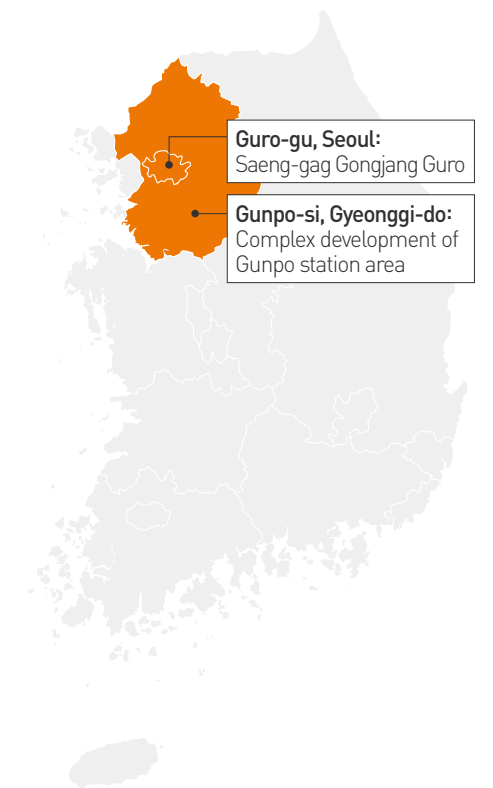 Guro-gu, Seoul:
Saeng-gag Gongjang Guro
Gunpo-si, Gyeonggi-do:
Complex development of
Gunpo station area